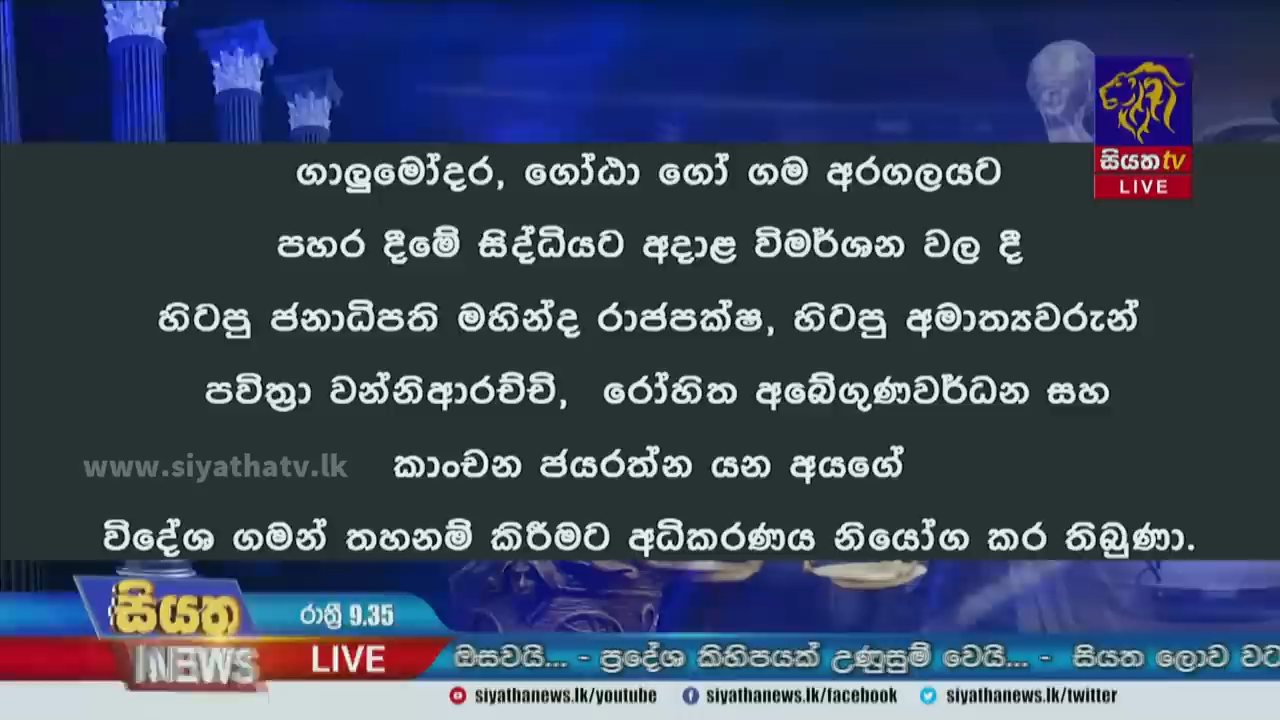 ගාලුමෝදර, ගෝඨා ගෝ ගම අරගලයට
පහර දීමේ සිද්ධියට අදාළ විමර්ශන වල දී
හිටපු ජනාධිපති මහින්ද රාජපක්ෂ, හිටපු අමාත්‍යවරුන්
පවිත්‍රා වන්නිආරච්චි, රෝහිත අබේගුණවර්ධන සහ
කාංචන ජයරත්න යන අයගේ
විදේශ ගමන් තහනම් කිරීමට අධිකරණය නියෝග කර තිබුණා.
www.siyathatv.lk
සියත tv
LIVE
සියත
NEWS
රාත්‍රී 9.35
LIVE
ඔසවයි... - ප්‍රදේශ කිහිපයක් උණුසුම් වෙයි... - සියත ලොව වටා
siyathanews.lk/youtube siyathanews.lk/facebook siyathanews.lk/twitter